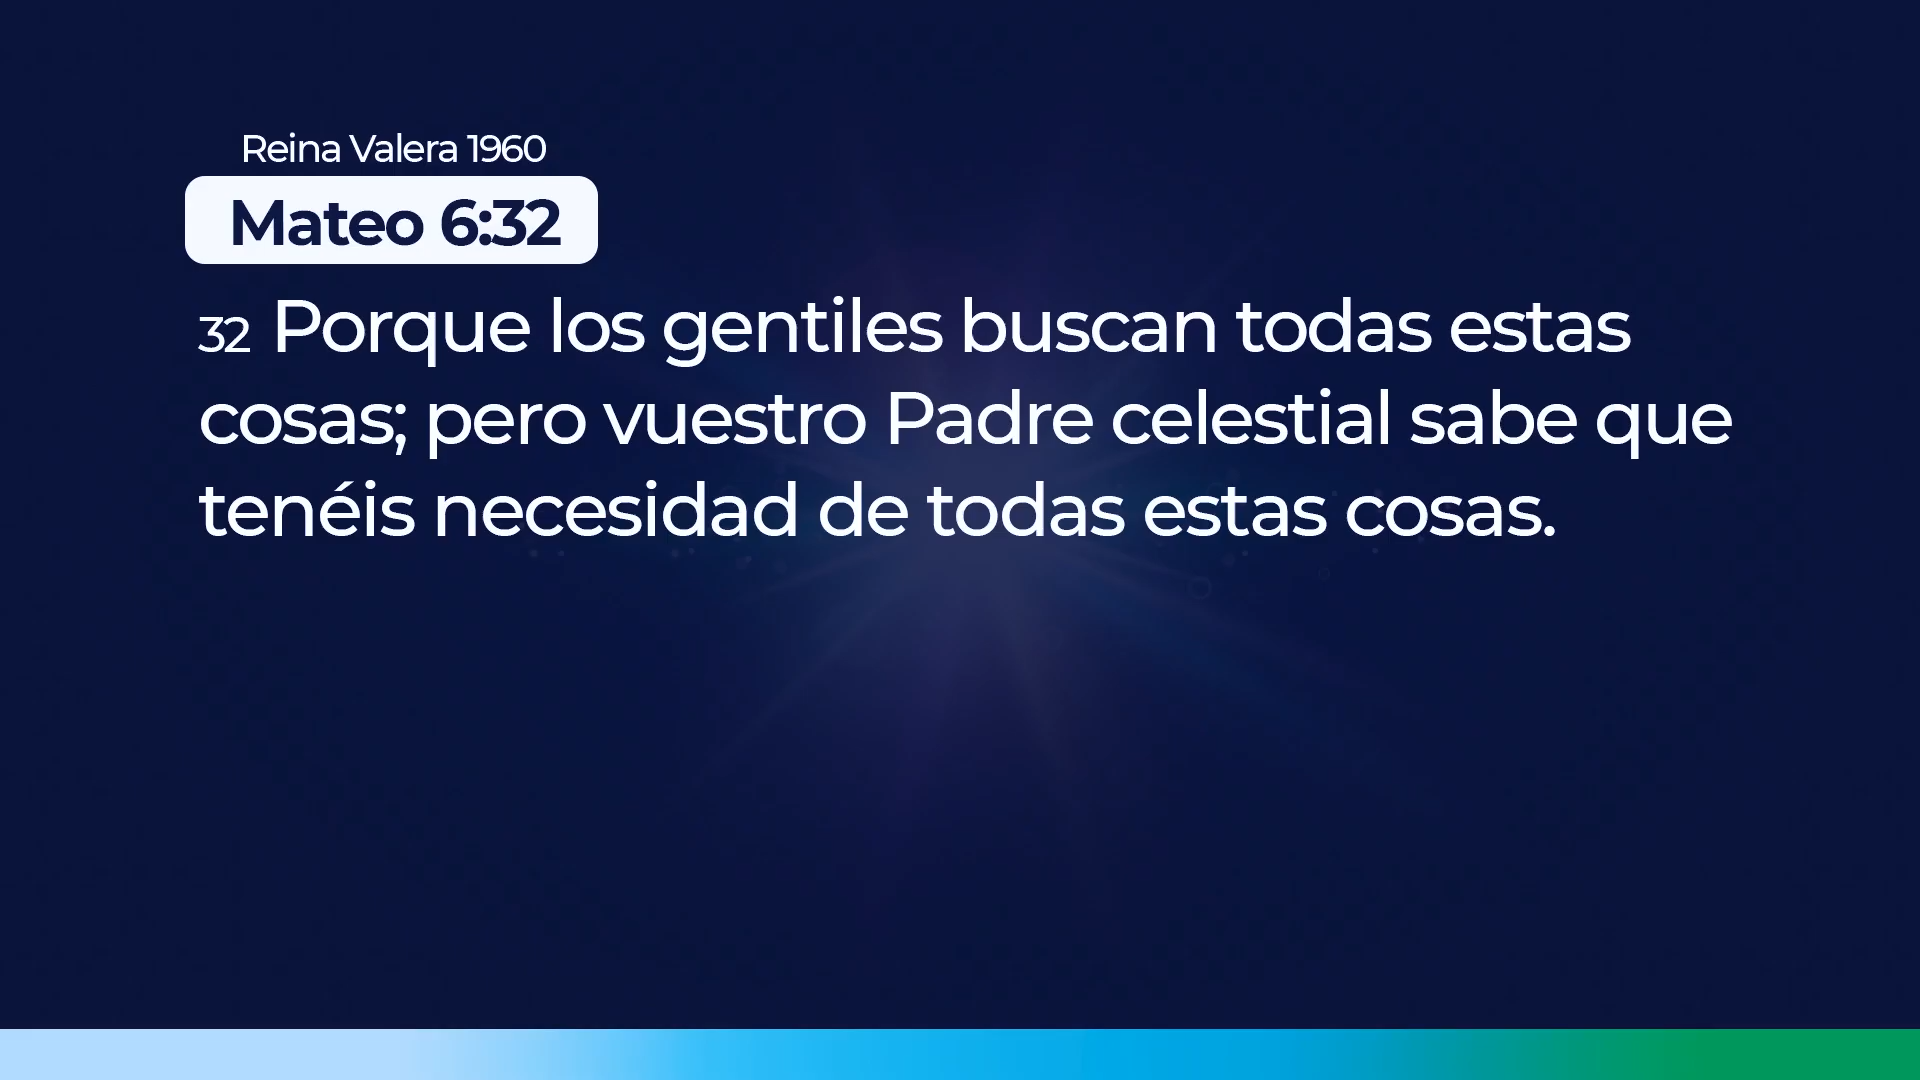 Reina Valera 1960
Mateo 6:32
32 Porque los gentiles buscan todas estas
cosas; pero vuestro Padre celestial sabe que
tenéis necesidad de todas estas cosas.